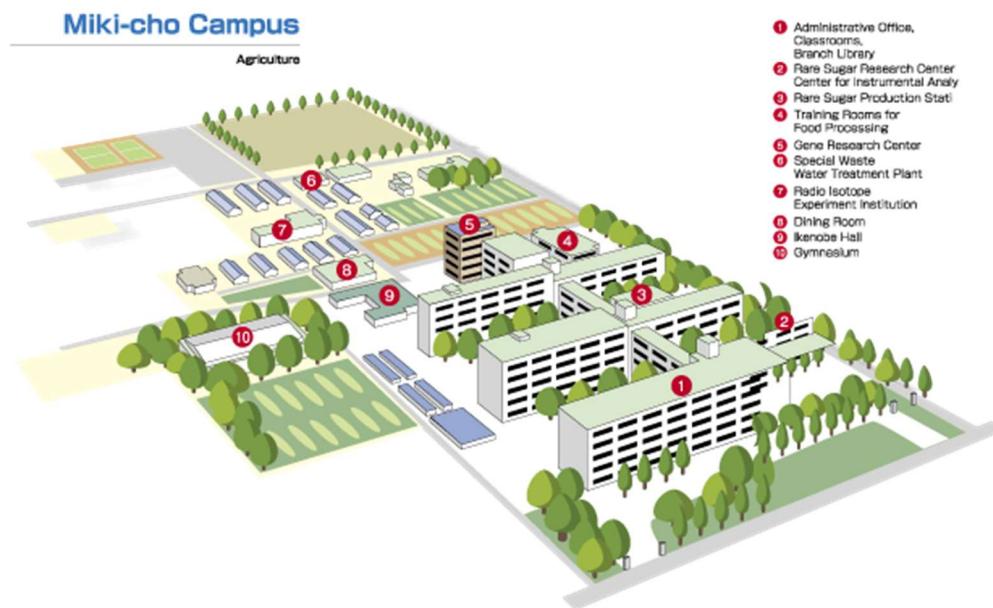 Miki-cho Campus
Agriculture
1 Administrative Office,
Classrooms,
Branch Library
2 Rare Sugar Research Center
Center for Instrumental Analy
3 Rare Sugar Production Stati
4 Training Rooms for
Food Processing
5 Gene Research Center
6 Special Waste
Water Treatment Plant
7 Radio Isotope
Experiment Institution
8 Dining Room
9 Ikenobe Hall
10 Gymnasium
6
5
7
4
8
9
3
2
10
1